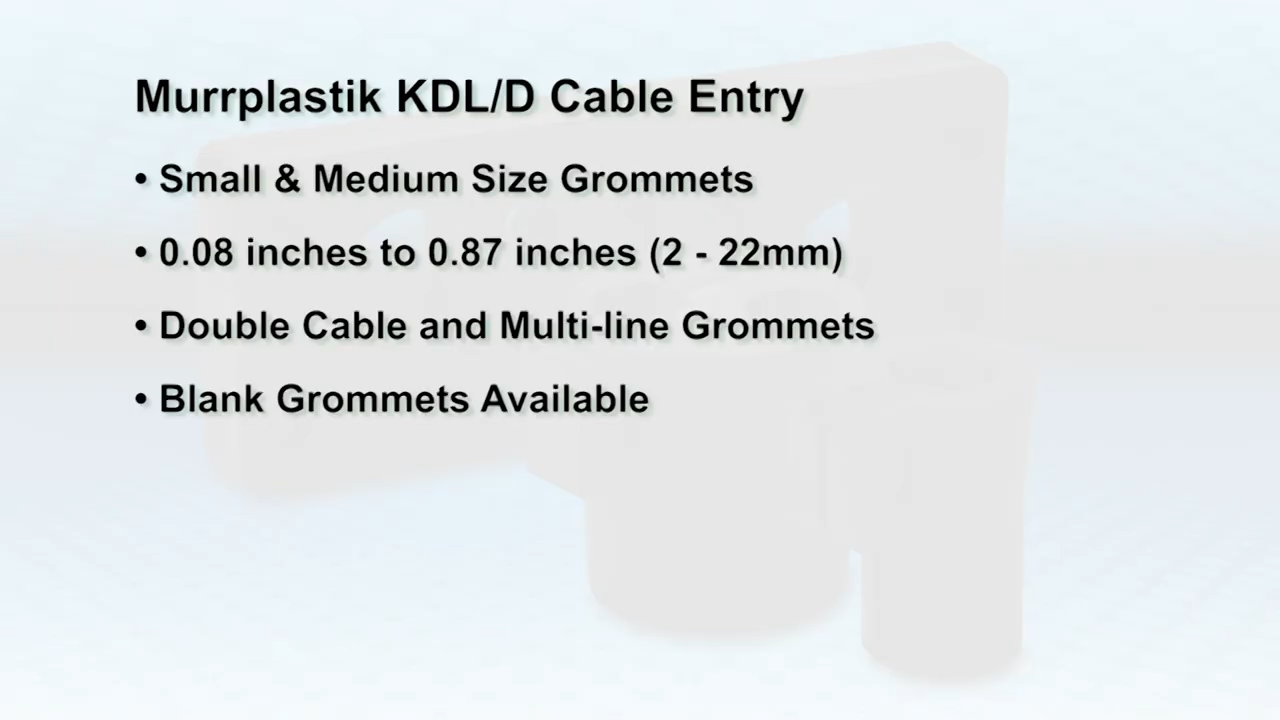 Murrplastik KDL/D Cable Entry
• Small & Medium Size Grommets
• 0.08 inches to 0.87 inches (2 - 22mm)
• Double Cable and Multi-line Grommets
• Blank Grommets Available